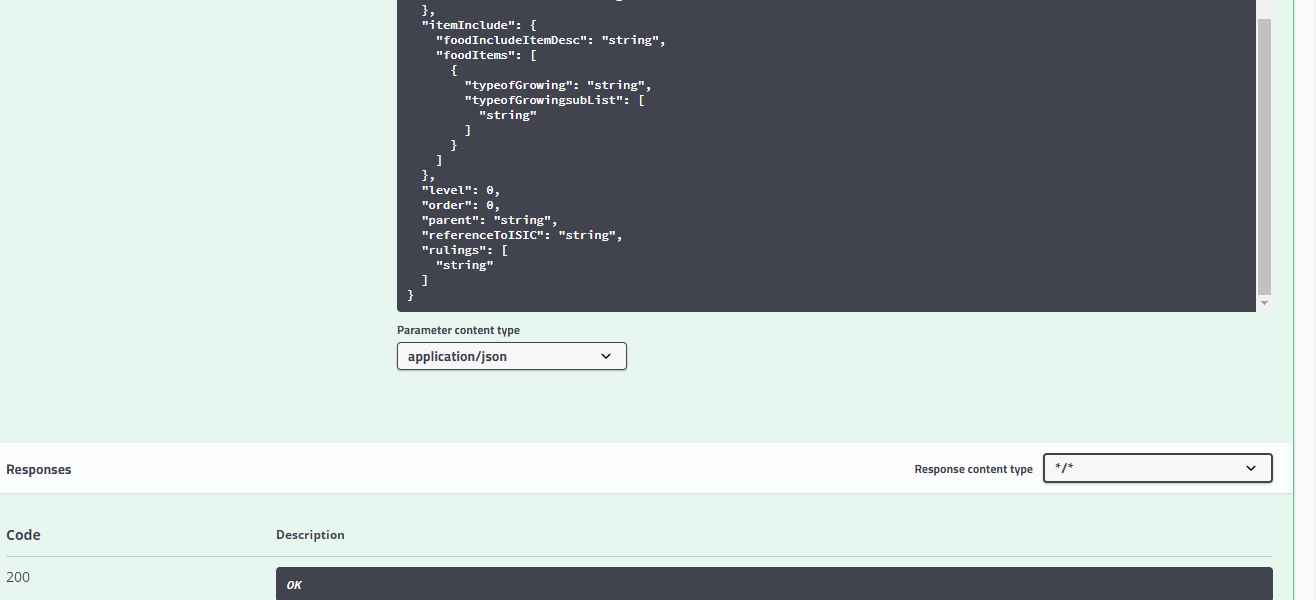 },
"itemInclude": {
"foodIncludeItemDesc": "string",
"foodItems": [
{
"typeofGrowing": "string",
"typeofGrowingsubList": [
"string"
]
}
]
},
"level": 0,
"order": 0,
"parent": "string",
"referenceToISIC": "string",
"rulings": [
"string"
]
}
Parameter content type
application/json
Responses
Response content type
*/*
Code
Description
200
OK